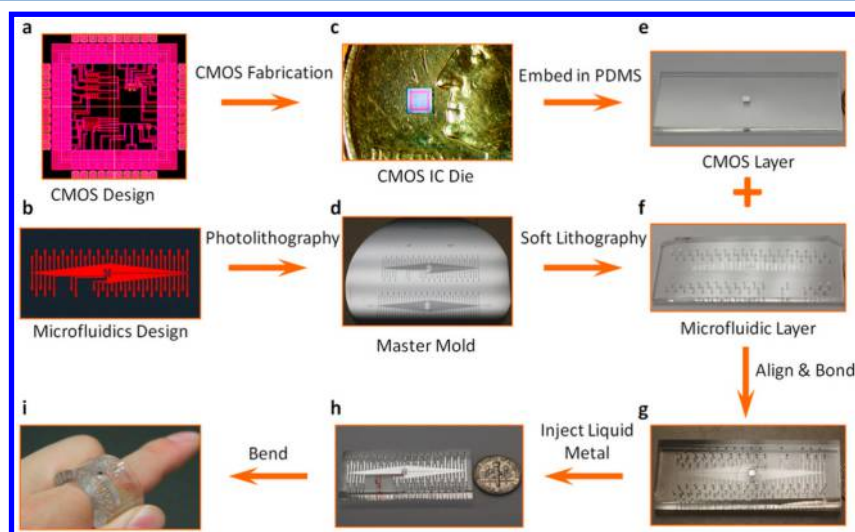 a
c
e
CMOS Fabrication
Embed in PDMS
CMOS Design
CMOS IC Die
CMOS Layer
b
d
f
Photolithography
Soft Lithography
Microfluidics Design
Master Mold
Microfluidic Layer
Align & Bond
i
h
g
Bend
Inject Liquid
Metal